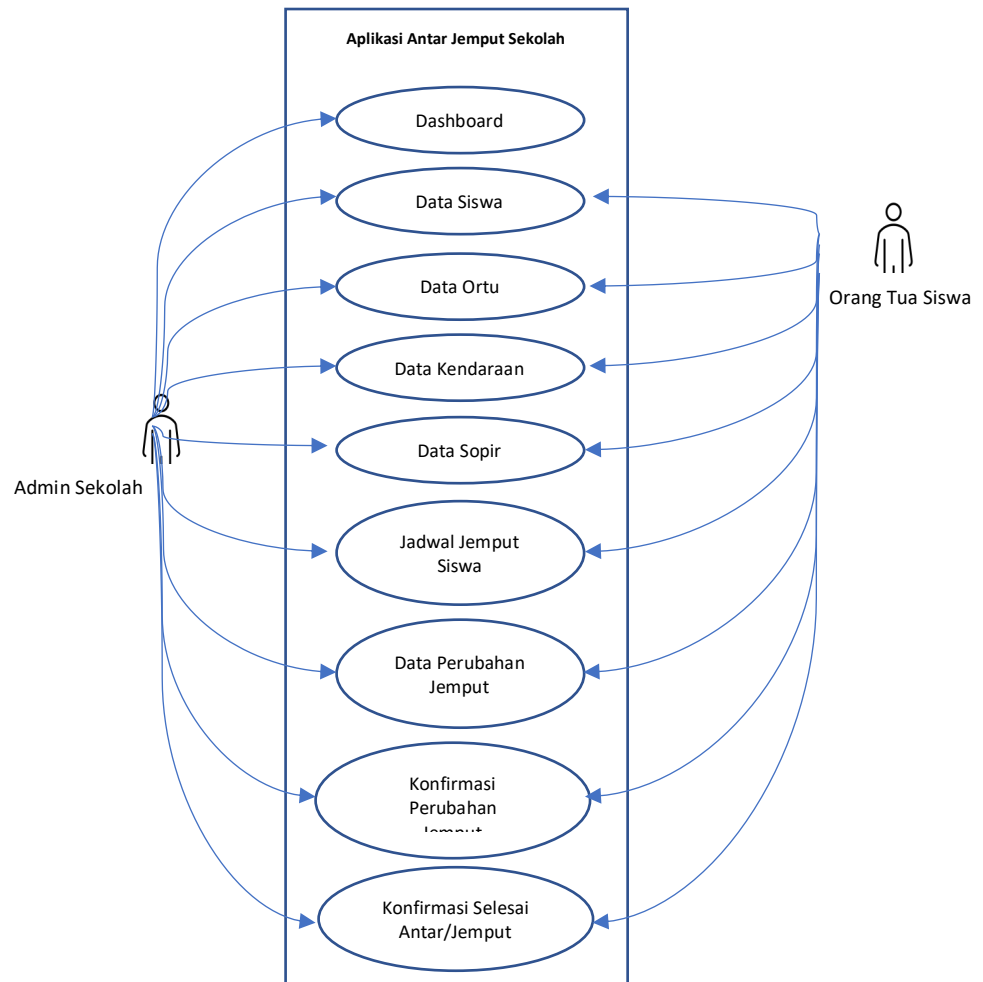 Aplikasi Antar Jemput Sekolah
Dashboard
Data Siswa
Data Ortu
Orang Tua Siswa
Data Kendaraan
Data Sopir
Admin Sekolah
Jadwal Jemput
Siswa
Data Perubahan
Jemput
Konfirmasi
Perubahan
Konfirmasi Selesai
Antar/Jemput